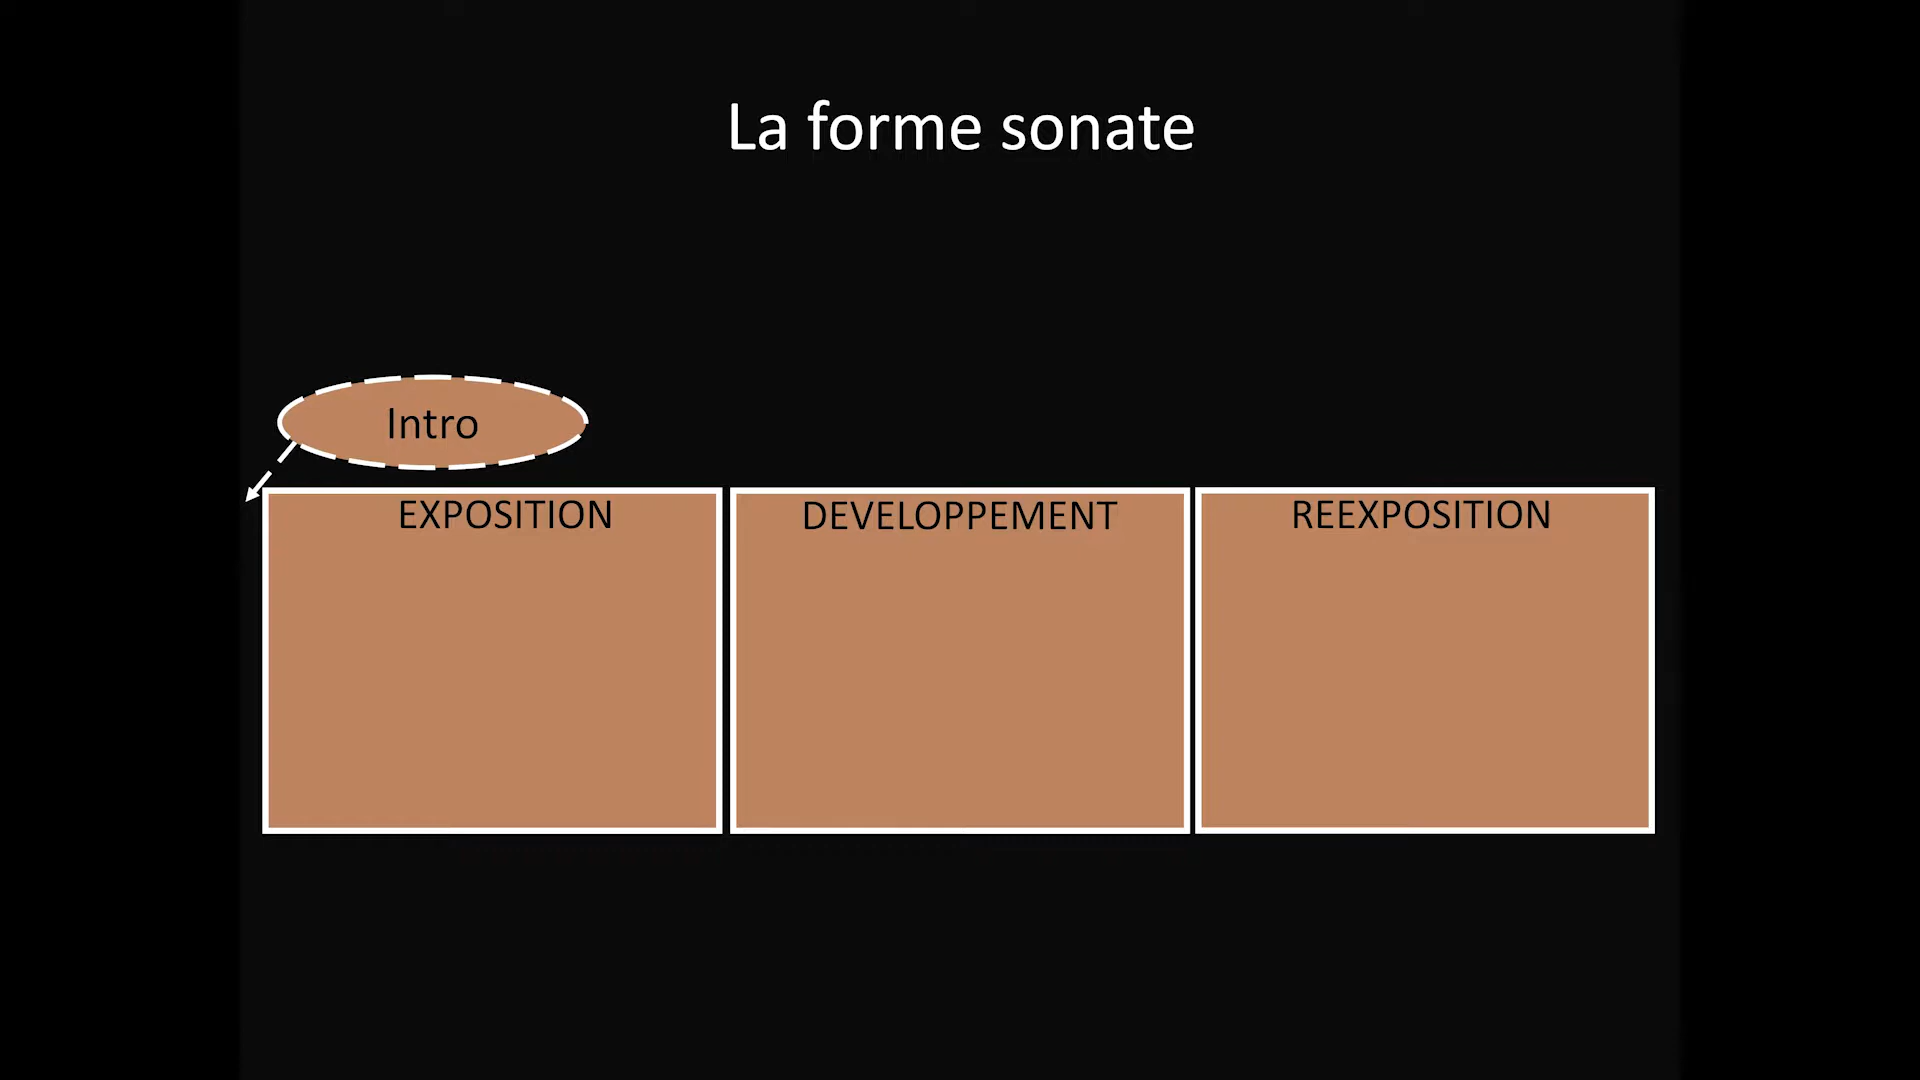 La forme sonate
Intro
EXPOSITION
DEVELOPPEMENT
REEXPOSITION